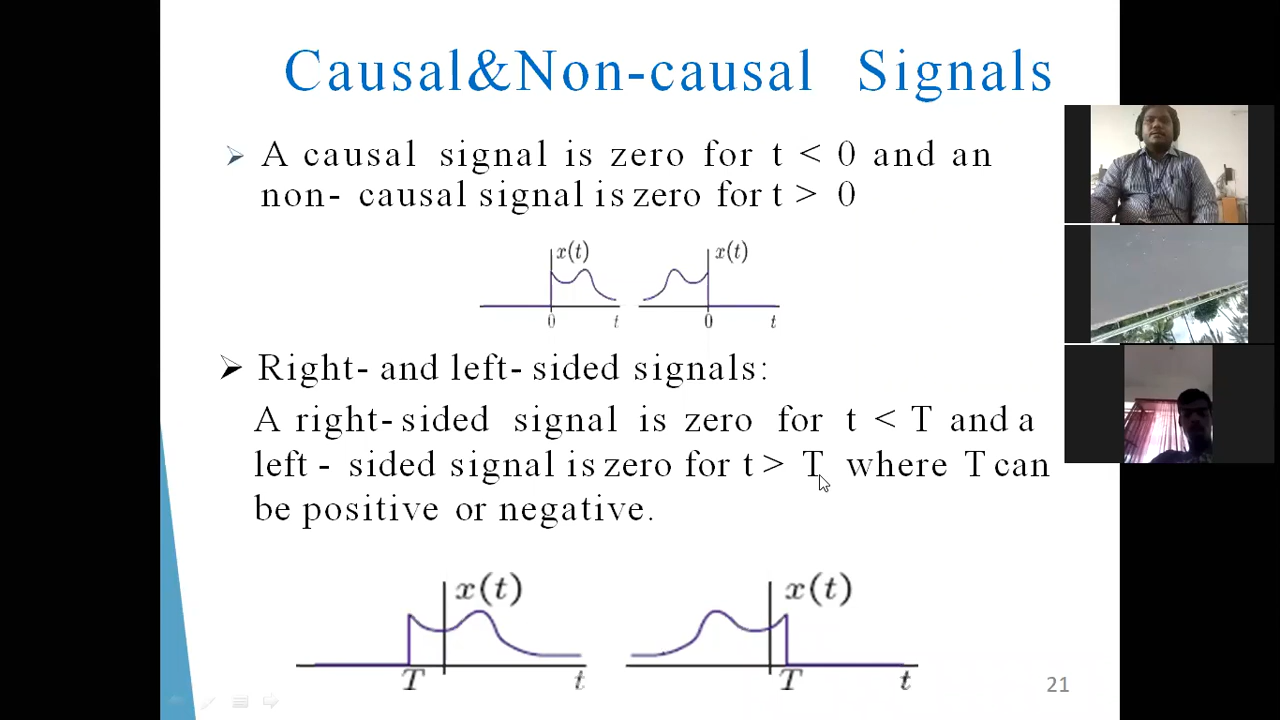 Causal&Non-causal Signals
➢ A causal signal is zero for t < 0 and an
non- causal signal is zero for t > 0
x(t)
x(t)
0
t
0
t
➢ Right- and left- sided signals:
A right-sided signal is zero for t < T and a
left - sided signal is zero for t > T where T can
be positive or negative.
x(t)
x(t)
T
t
T
t
21